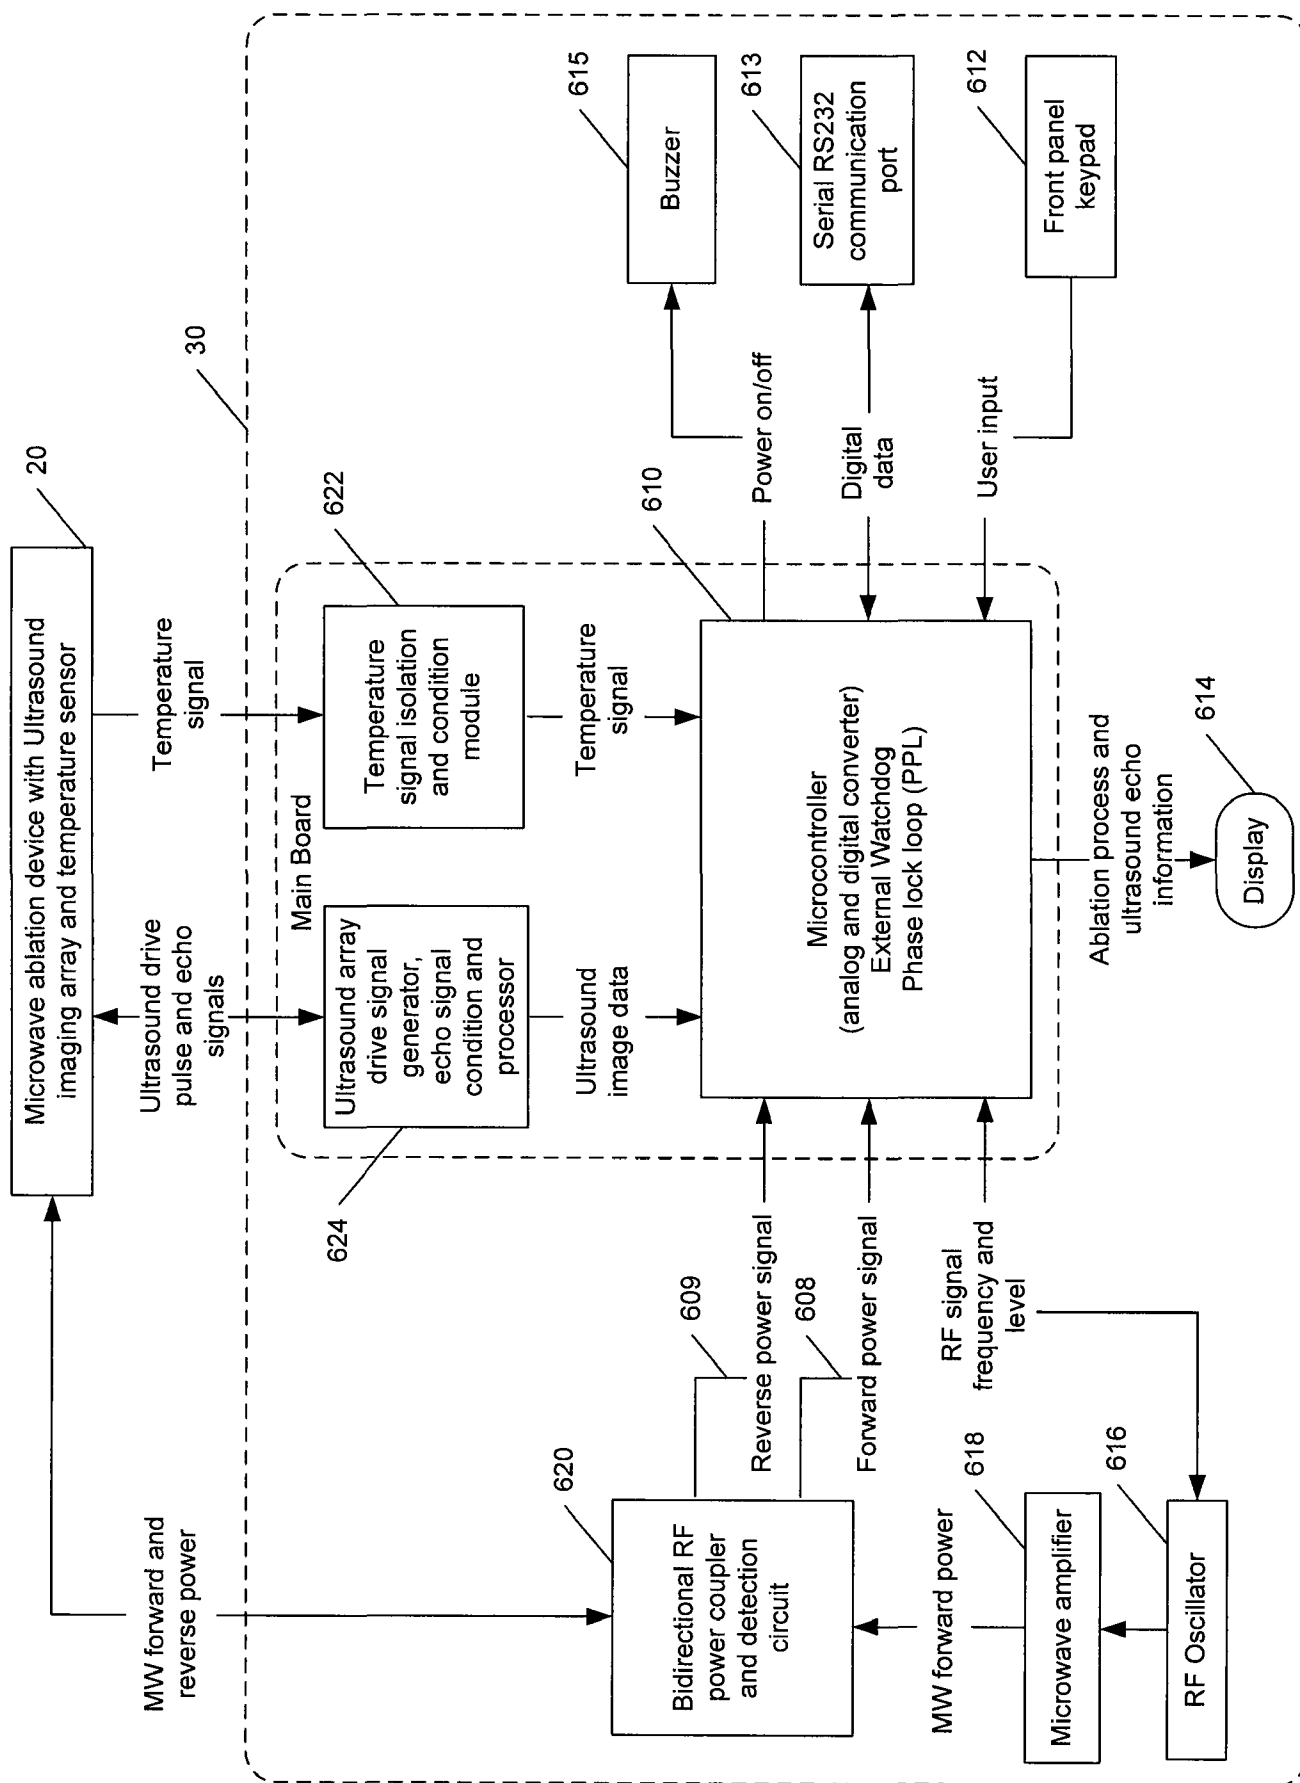 Microwave ablation device with Ultrasound
imaging array and temperature sensor
20
30
MW forward and
reverse power
Ultrasound drive
pulse and echo
signals
Temperature
signal
Main Board
624
Ultrasound array
drive signal
generator,
echo signal
condition and
processor
622
Temperature
signal isolation
and condition
module
Ultrasound
image data
Temperature
signal
620
Bidirectional RF
power coupler
and detection
circuit
609
Reverse power signal
608
Forward power signal
RF signal
frequency and
level
MW forward power
618
Microwave amplifier
616
RF Oscillator
610
Microcontroller
(analog and digital converter)
External Watchdog
Phase lock loop (PPL)
Power on/off
Digital
data
User input
615
Buzzer
613
Serial RS232
communication
port
612
Front panel
keypad
Ablation process and
ultrasound echo
information
614
Display